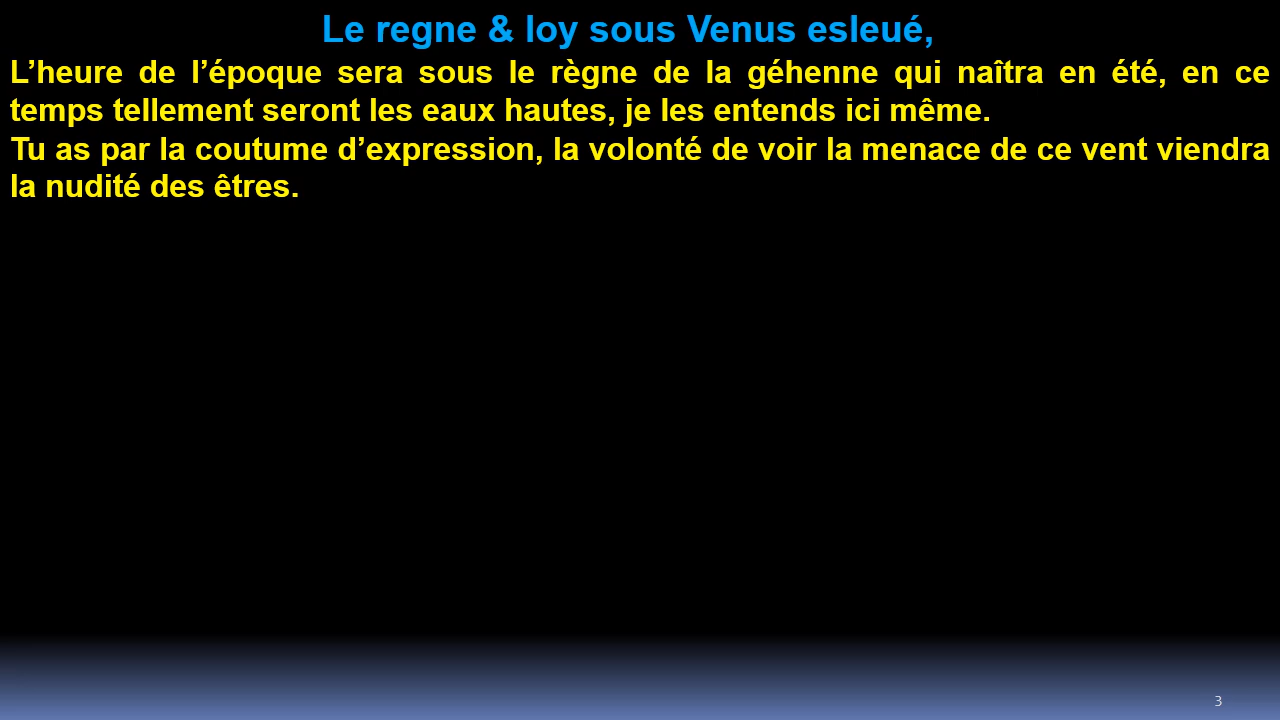 Le regne & loy sous Venus esleué,
L’heure de l’époque sera sous le règne de la géhenne qui naîtra en été, en ce
temps tellement seront les eaux hautes, je les entends ici même.
Tu as par la coutume d’expression, la volonté de voir la menace de ce vent viendra
la nudité des êtres.
3